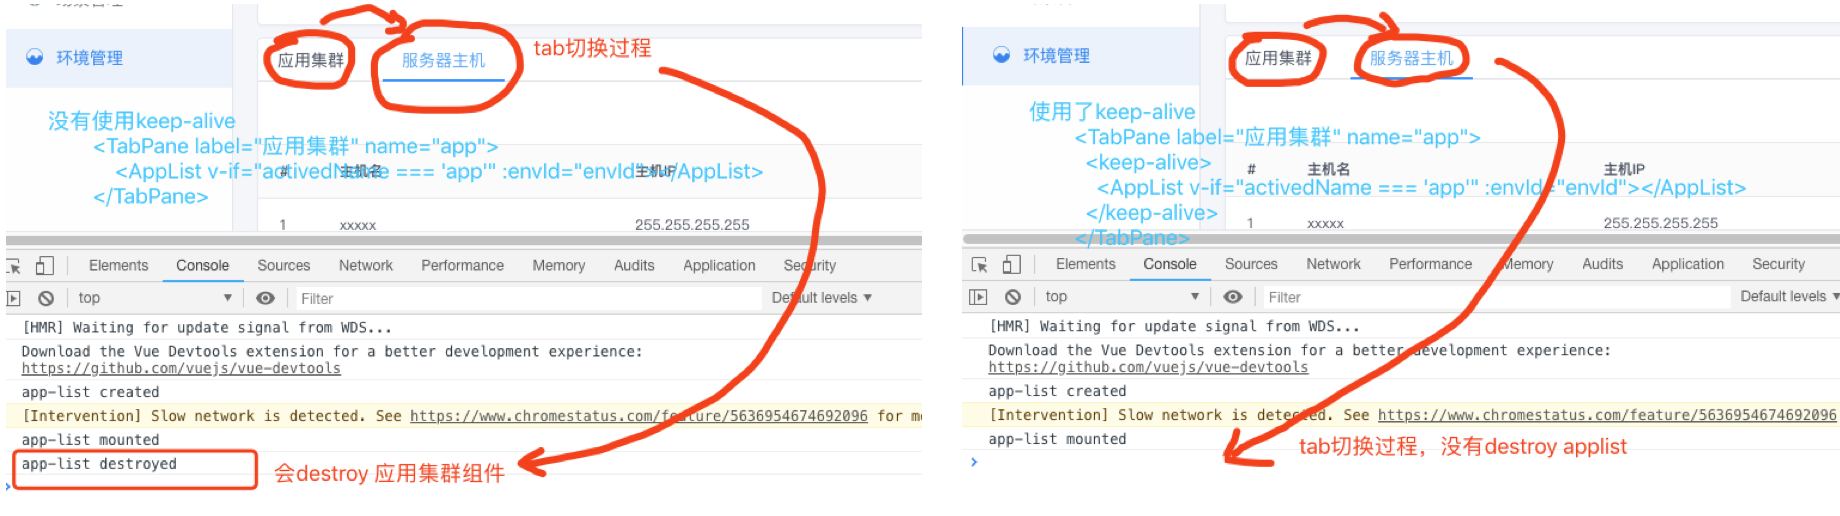 环境管理
应用集群
服务器主机
tab切换过程
没有使用keep-alive
<TabPane label="应用集群" name="app">
<AppList v-if="activedName === 'app'" :envId="envId"></AppList>
</TabPane>
#
主机名
主机IP
1
xxxxx
255.255.255.255
Elements Console Sources Network Performance Memory Audits Application Security
top
Filter
Default levels ▼
[HMR] Waiting for update signal from WDS...
Download the Vue Devtools extension for a better development experience:
https://github.com/vuejs/vue-devtools
app-list created
[Intervention] Slow network is detected. See https://www.chromestatus.com/feature/5636954674692096 for
app-list mounted
app-list destroyed
会destroy 应用集群组件
环境管理
应用集群
服务器主机
使用了keep-alive
<TabPane label="应用集群" name="app">
<keep-alive>
<AppList v-if="activedName === 'app'" :envId="envId"></AppList>
</keep-alive>
</TabPane>
#
主机名
主机IP
1
xxxxx
255.255.255.255
Elements Console Sources Network Performance Memory Audits Application Security
top
Filter
Default levels ▼
[HMR] Waiting for update signal from WDS...
Download the Vue Devtools extension for a better development experience:
https://github.com/vuejs/vue-devtools
app-list created
[Intervention] Slow network is detected. See https://www.chromestatus.com/feature/5636954674692096
app-list mounted
tab切换过程，没有destroy applist